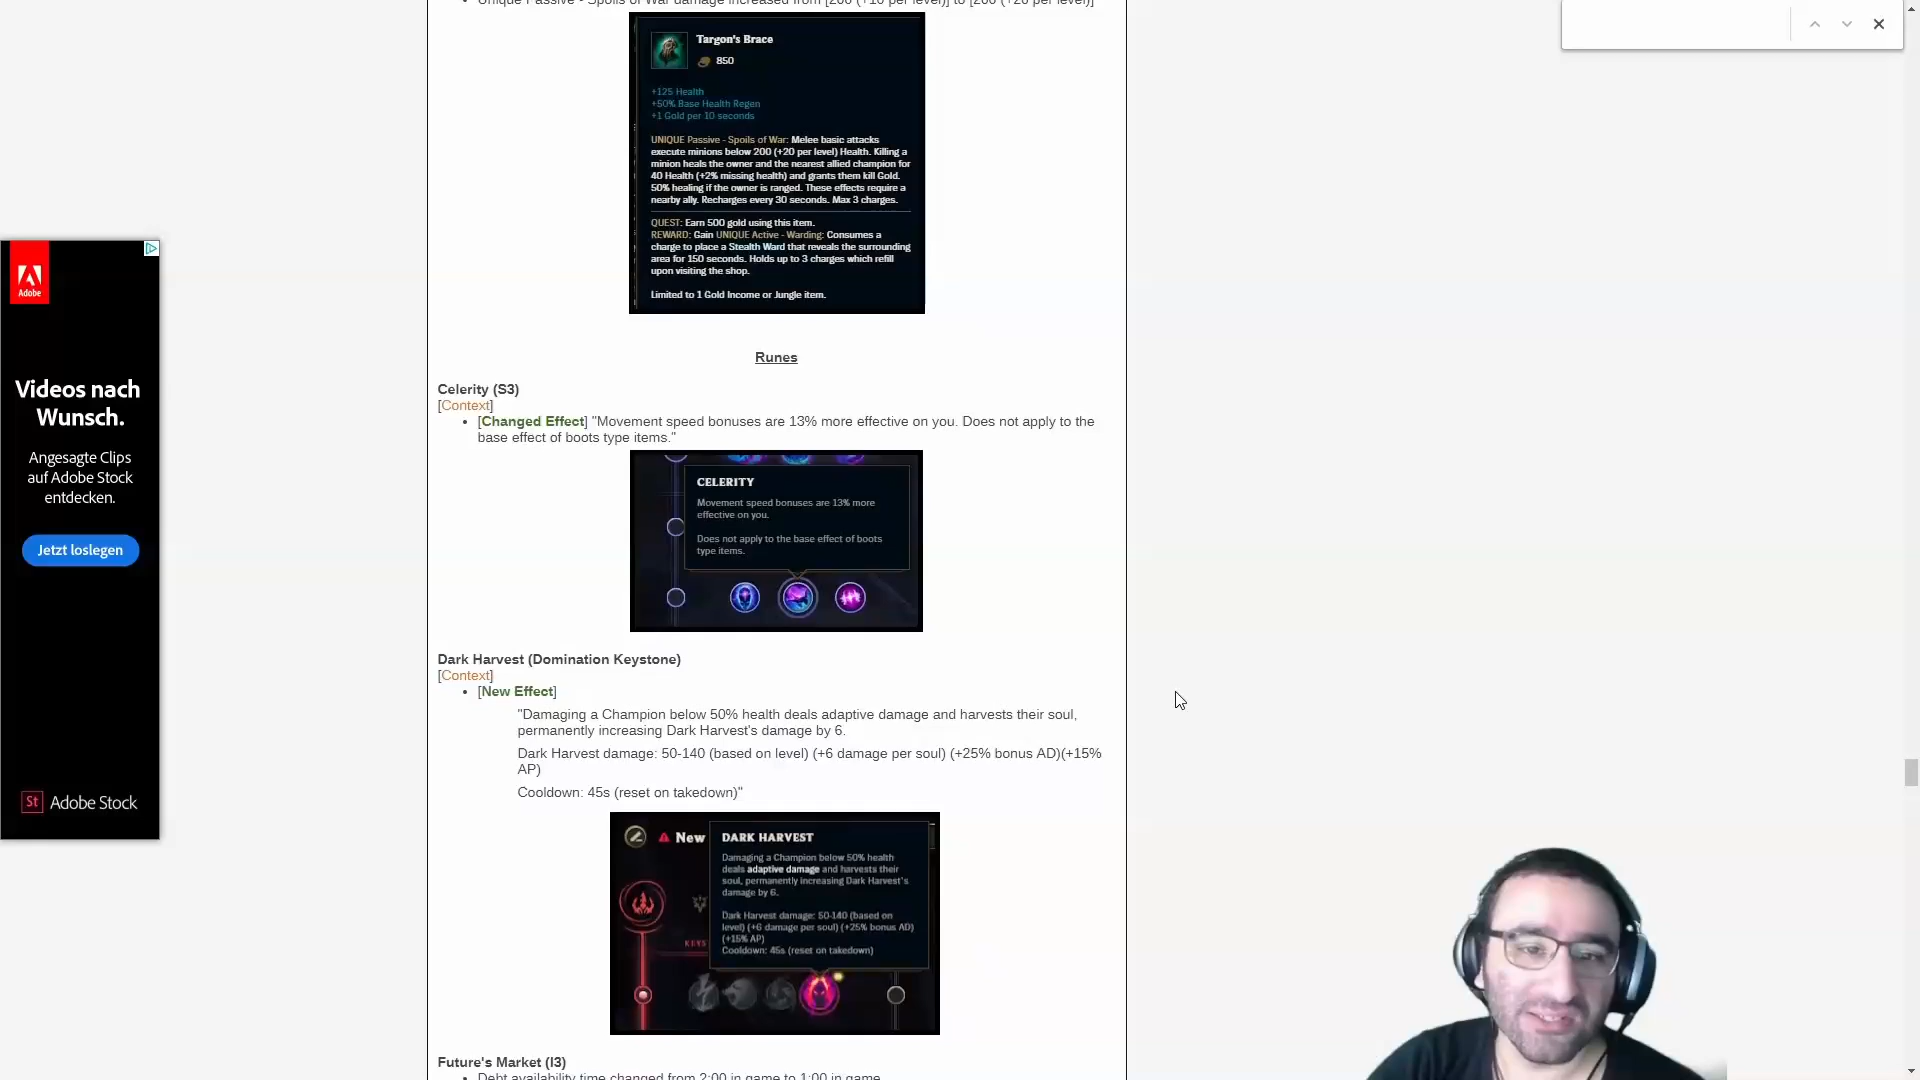 Unique Passive - Spoils of War damage increased from [200 (+10 per level)] to [200 (+20 per level)]
Targon's Brace
850
+125 Health
+50% Base Health Regen
+1 Gold per 10 seconds
UNIQUE Passive - Spoils of War: Melee basic attacks
execute minions below 200 (+20 per level) Health. Killing a
minion heals the owner and the nearest allied champion for
40 Health (+2% missing health) and grants them kill Gold.
50% healing if the owner is ranged. These effects require a
nearby ally. Recharges every 30 seconds. Max 3 charges.
QUEST: Earn 500 gold using this item.
REWARD: Gain UNIQUE Active - Warding: Consumes a
charge to place a Stealth Ward that reveals the surrounding
area for 150 seconds. Holds up to 3 charges which refill
upon visiting the shop.
Limited to 1 Gold Income or Jungle item.
Runes
Celerity (S3)
[Context]
[Changed Effect] "Movement speed bonuses are 13% more effective on you. Does not apply to the
base effect of boots type items."
CELERITY
Movement speed bonuses are 13% more
effective on you.
Does not apply to the base effect of boots
type items.
Dark Harvest (Domination Keystone)
[Context]
[New Effect]
"Damaging a Champion below 50% health deals adaptive damage and harvests their soul,
permanently increasing Dark Harvest's damage by 6.
Dark Harvest damage: 50-140 (based on level) (+6 damage per soul) (+25% bonus AD)(+15%
AP)
Cooldown: 45s (reset on takedown)"
New
DARK HARVEST
Damaging a Champion below 50% health
deals adaptive damage and harvests their
soul, permanently increasing Dark Harvest's
damage by 6.
Dark Harvest damage: 50-140 (based on
level) (+6 damage per soul) (+25% bonus AD)
(+15% AP)
Cooldown: 45s (reset on takedown)
KEYS
Future's Market (I3)
Debt availability time changed from 2:00 in game to 1:00 in game
Adobe
Videos nach
Wunsch.
Angesagte Clips
auf Adobe Stock
entdecken.
Jetzt loslegen
St Adobe Stock